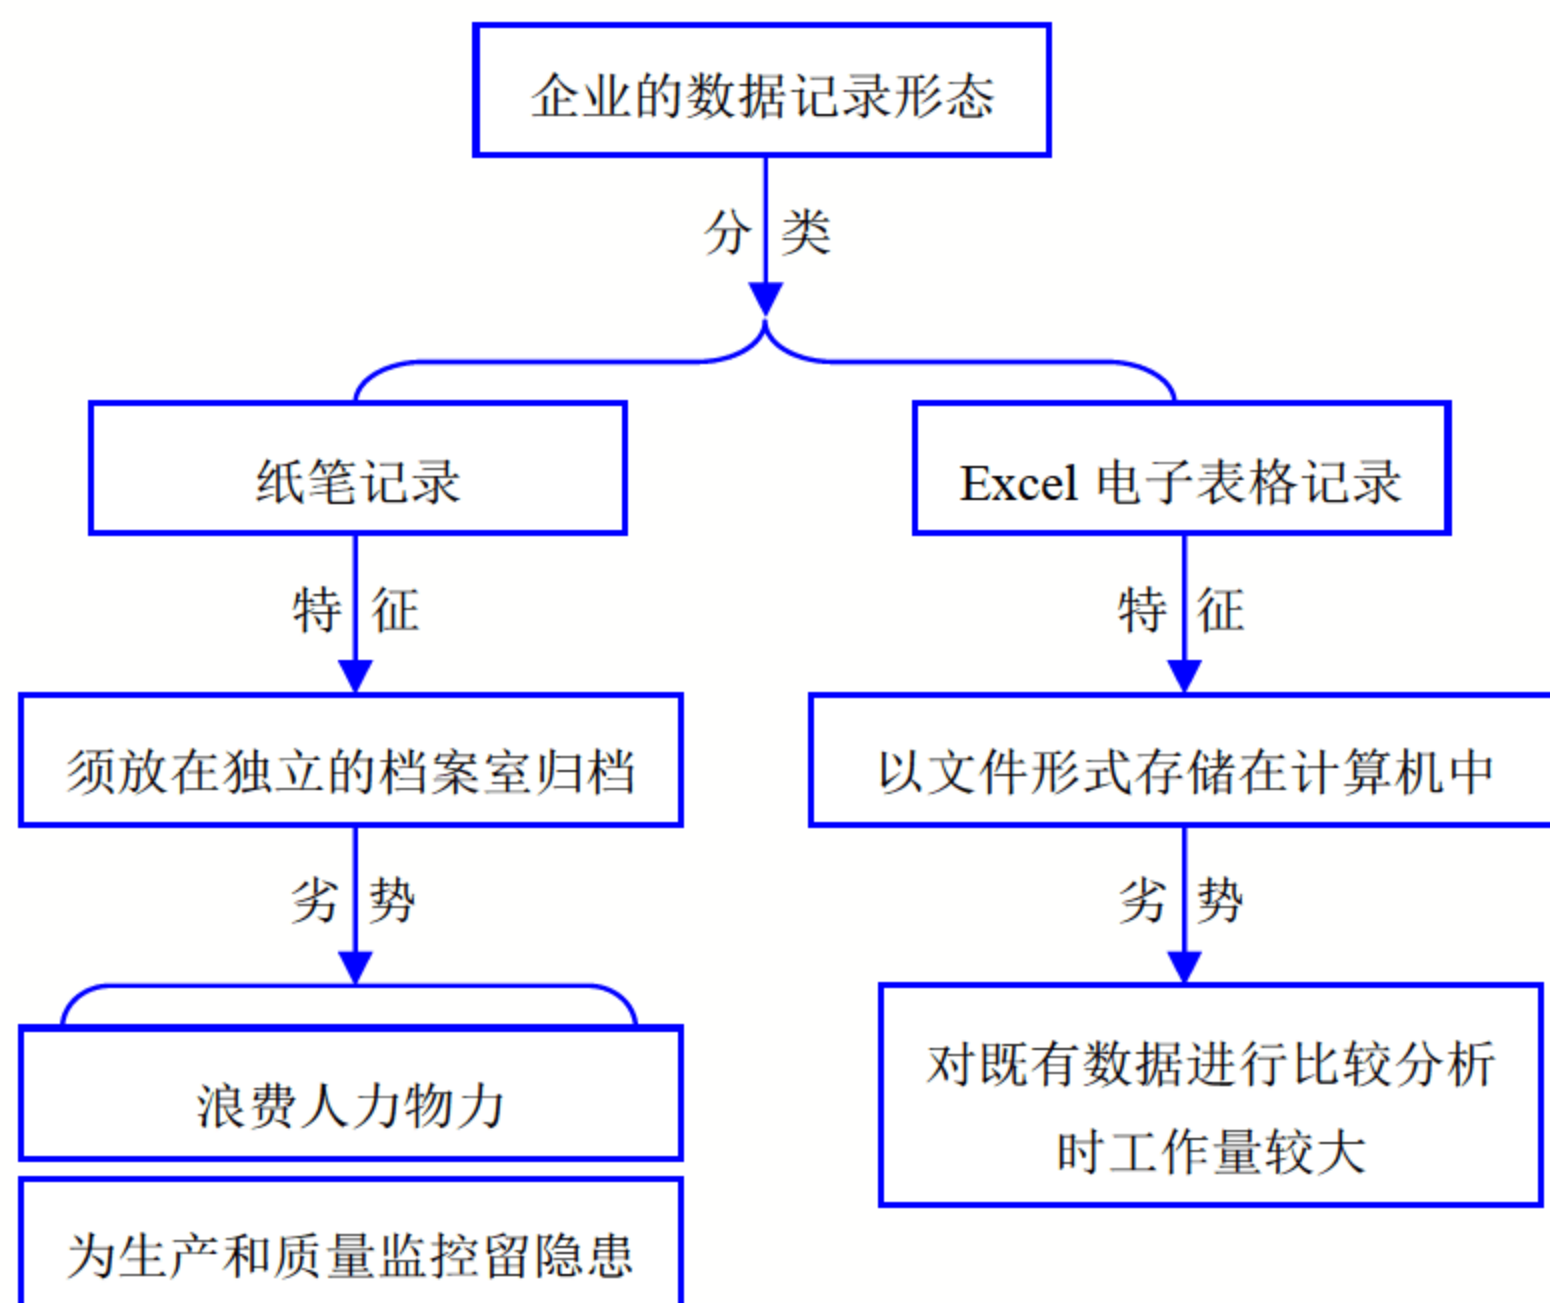 企业的数据记录形态
分 类
纸笔记录
Excel 电子表格记录
特 征
特 征
须放在独立的档案室归档
以文件形式存储在计算机中
劣 势
劣 势
浪费人力物力
对既有数据进行比较分析
时工作量较大
为生产和质量监控留隐患